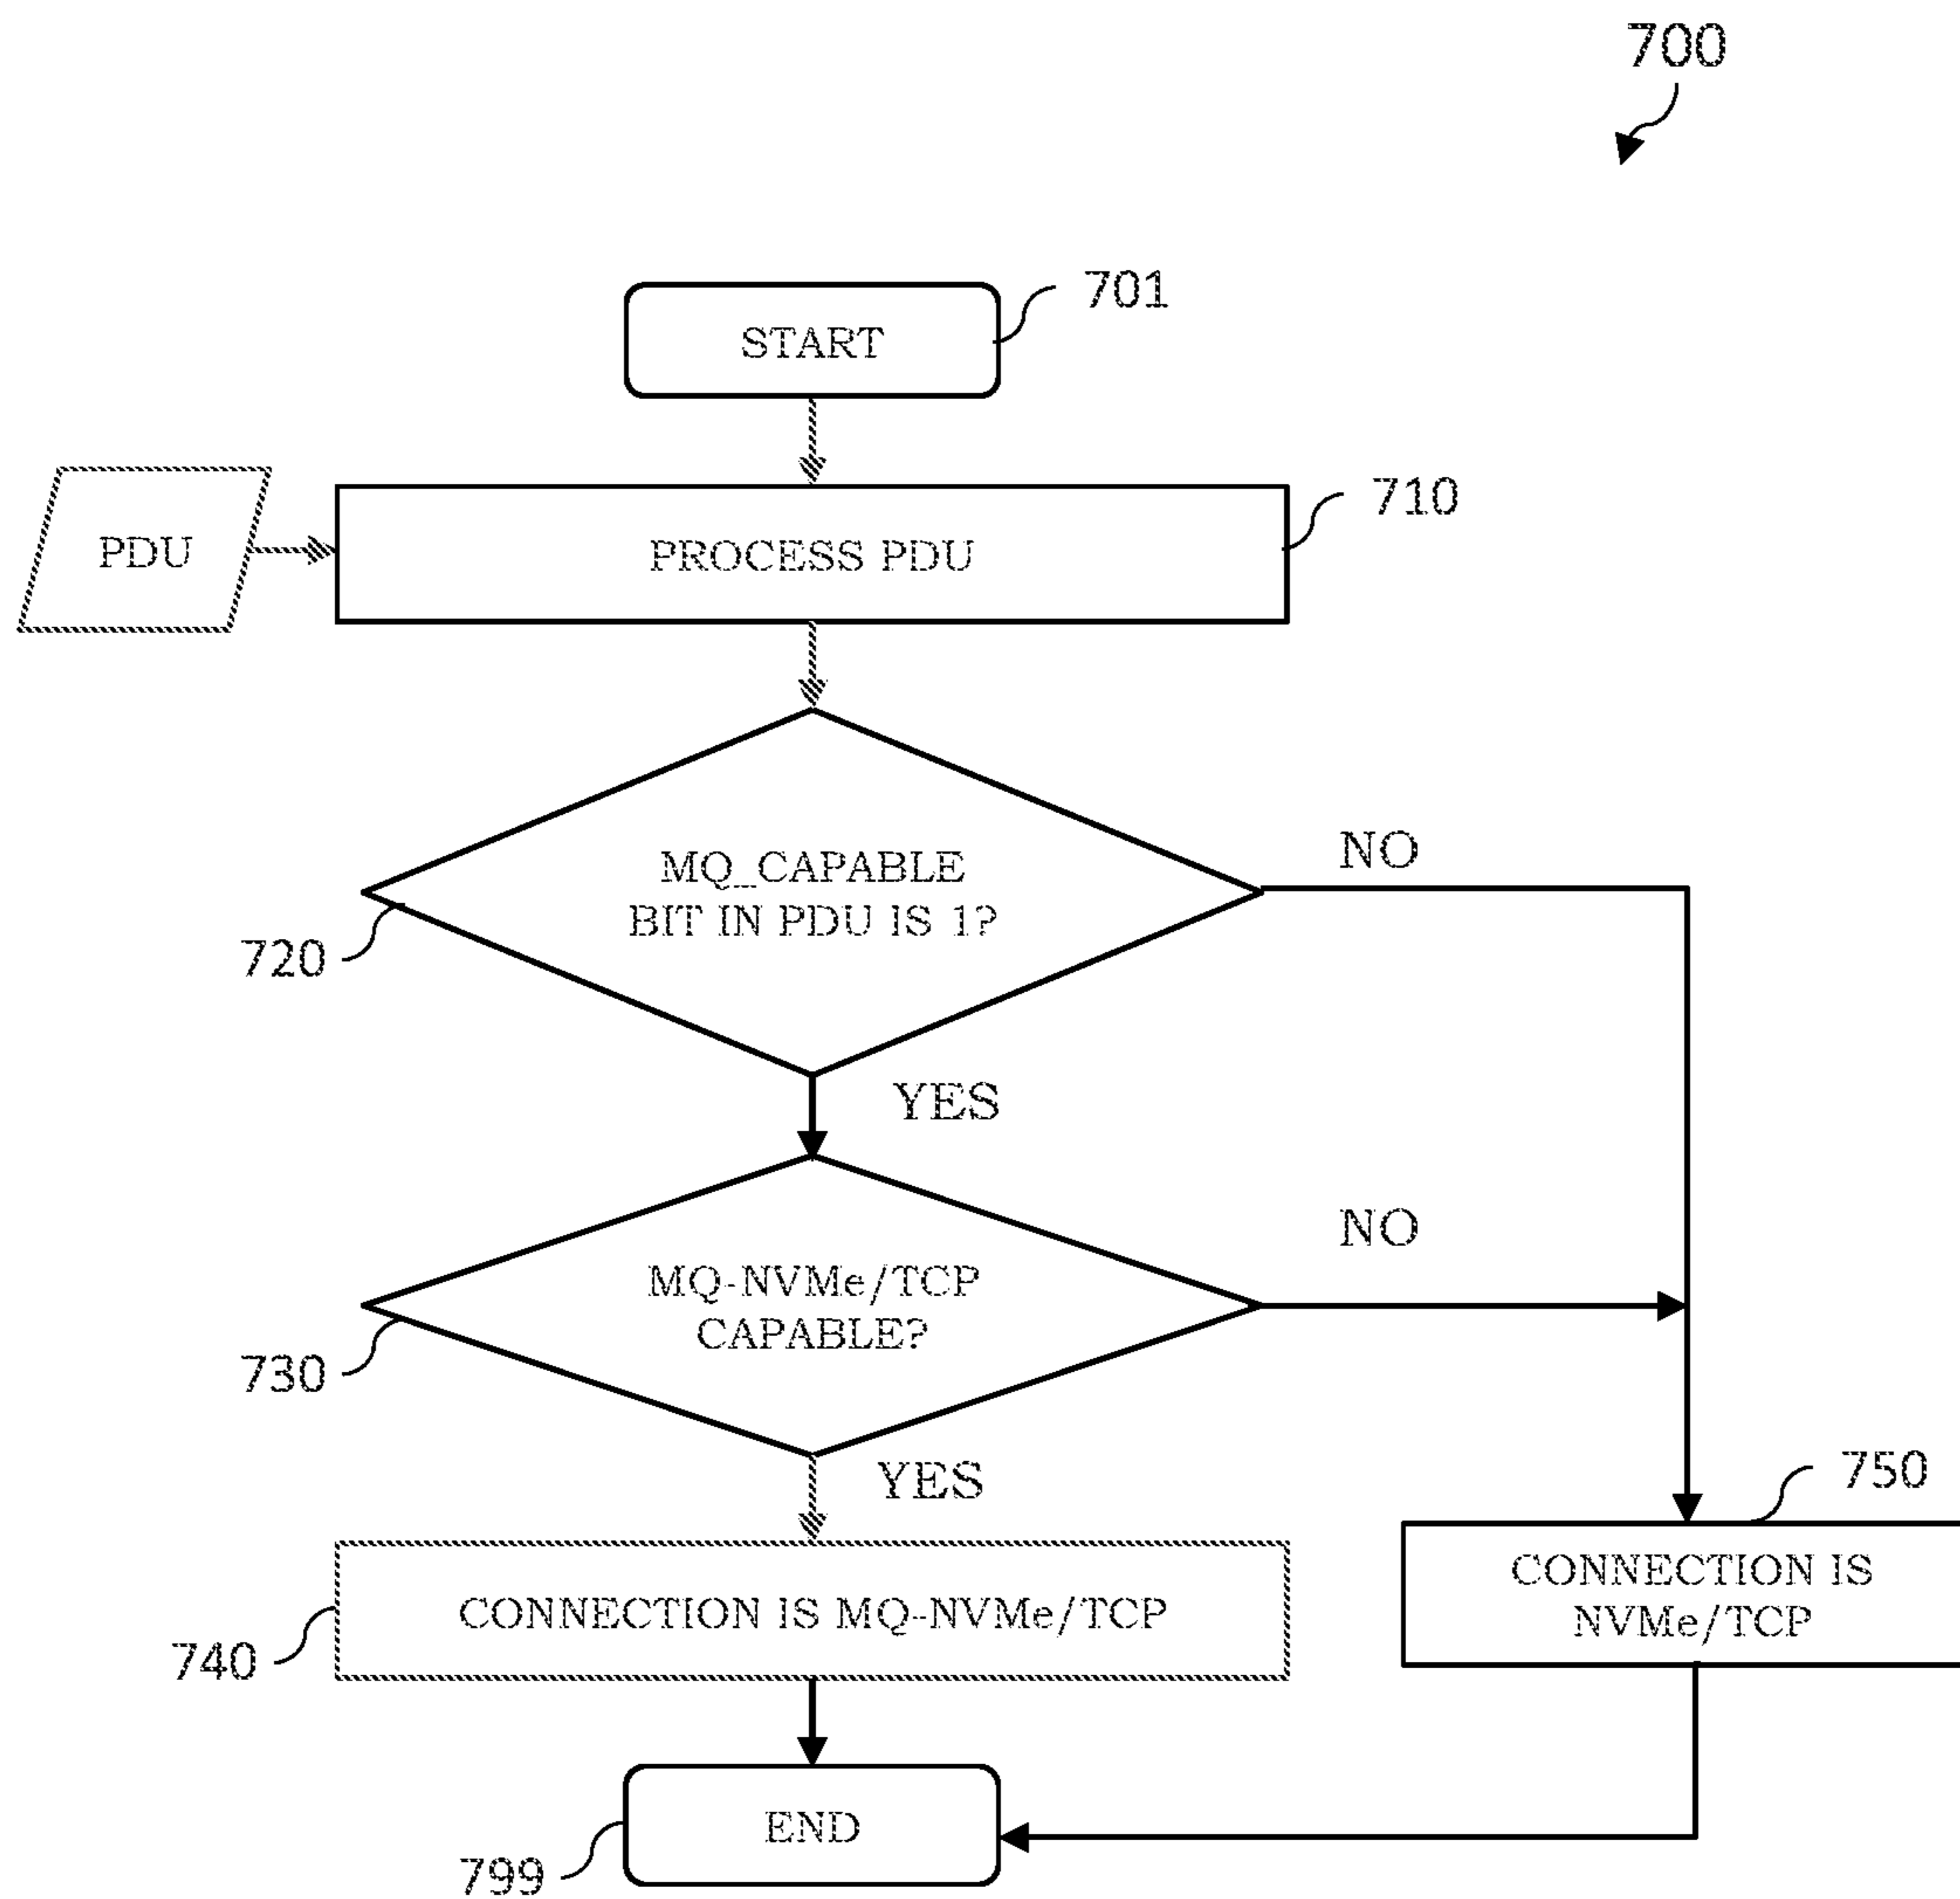 700
START
701
PDU
PROCESS PDU
710
MQ_CAPABLE
BIT IN PDU IS 1?
NO
720
YES
MQ-NVMe/TCP
CAPABLE?
NO
730
YES
750
CONNECTION IS MQ-NVMe/TCP
CONNECTION IS
NVMe/TCP
740
END
799